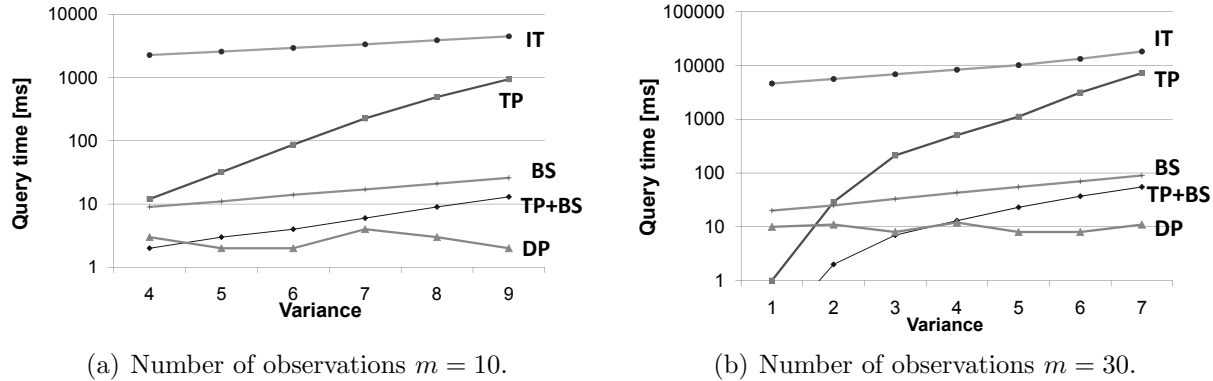 10000
1000
100
10
1
Query time [ms]
IT
TP
BS
TP+BS
DP
4 5 6 7 8 9
Variance
(a) Number of observations m = 10.
100000
10000
1000
100
10
1
Query time [ms]
IT
TP
BS
TP+BS
DP
1 2 3 4 5 6 7
Variance
(b) Number of observations m = 30.